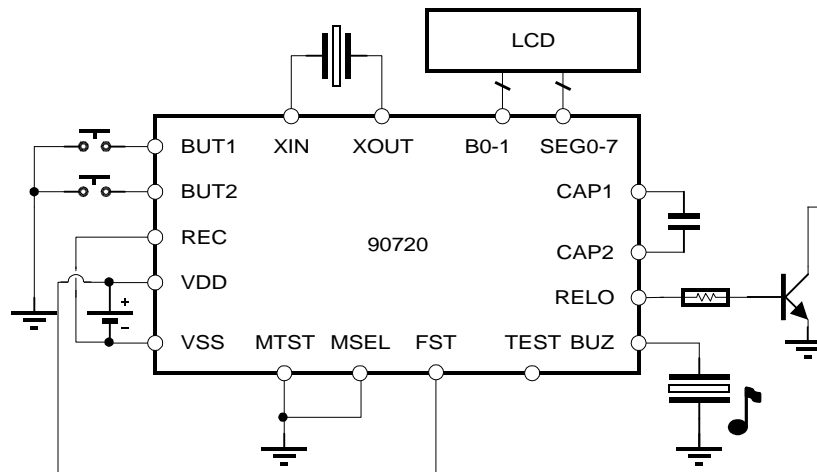 LCD
BUT1 XIN XOUT B0-1 SEG0-7
BUT2 CAP1
REC 90720
CAP2
VDD
RELO
+
-
VSS MTST MSEL FST TEST BUZ